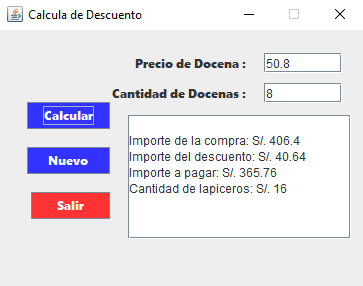 Calcula de Descuento
Precio de Docena : 50.8
Cantidad de Docenas : 8
Calcular
Nuevo
Salir
Importe de la compra: S/. 406.4
Importe del descuento: S/. 40.64
Importe a pagar: S/. 365.76
Cantidad de lapiceros: S/. 16